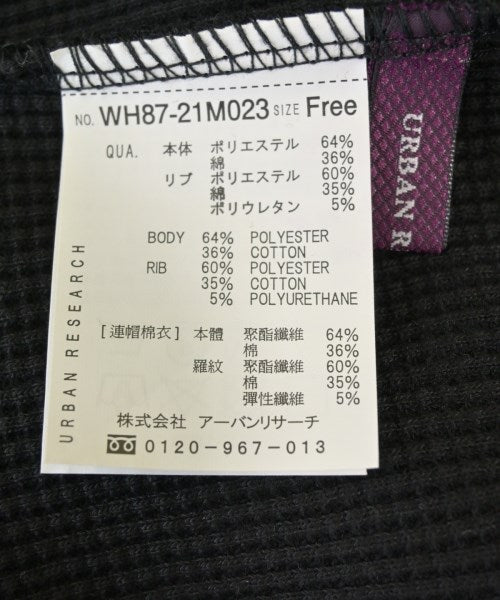 NO. WH87-21M023 SIZE Free
QUA. 本体 ポリエステル 64%
綿 36%
リブ ポリエステル 60%
綿 35%
ポリウレタン 5%
BODY 64% POLYESTER
36% COTTON
RIB 60% POLYESTER
35% COTTON
5% POLYURETHANE
[連帽棉衣] 本體 聚酯纖維 64%
棉 36%
羅紋 聚酯纖維 60%
棉 35%
彈性纖維 5%
株式会社 アーバンリサーチ
0120-967-013
URBAN RESEARCH
URBAN R